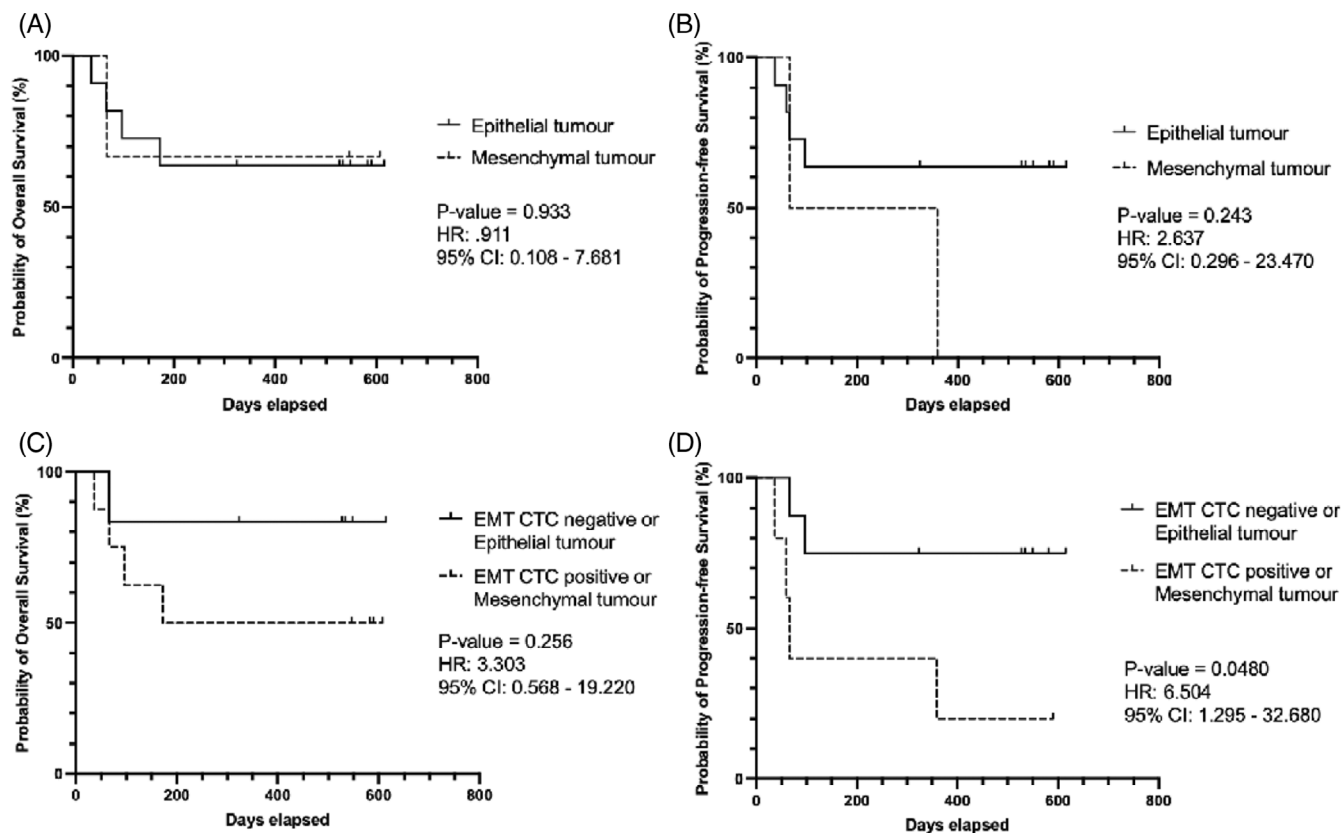 (A)
Probability of Overall Survival (%)
100
50
0
0 200 400 600 800
Days elapsed
Epithelial tumour
Mesenchymal tumour
P-value = 0.933
HR: .911
95% CI: 0.108 - 7.681
(B)
Probability of Progression-free Survival (%)
100
50
0
0 200 400 600 800
Days elapsed
Epithelial tumour
Mesenchymal tumour
P-value = 0.243
HR: 2.637
95% CI: 0.296 - 23.470
(C)
Probability of Overall Survival (%)
100
50
0
0 200 400 600 800
Days elapsed
EMT CTC negative or
Epithelial tumour
EMT CTC positive or
Mesenchymal tumour
P-value = 0.256
HR: 3.303
95% CI: 0.568 - 19.220
(D)
Probability of Progression-free Survival (%)
100
50
0
0 200 400 600 800
Days elapsed
EMT CTC negative or
Epithelial tumour
EMT CTC positive or
Mesenchymal tumour
P-value = 0.0480
HR: 6.504
95% CI: 1.295 - 32.680